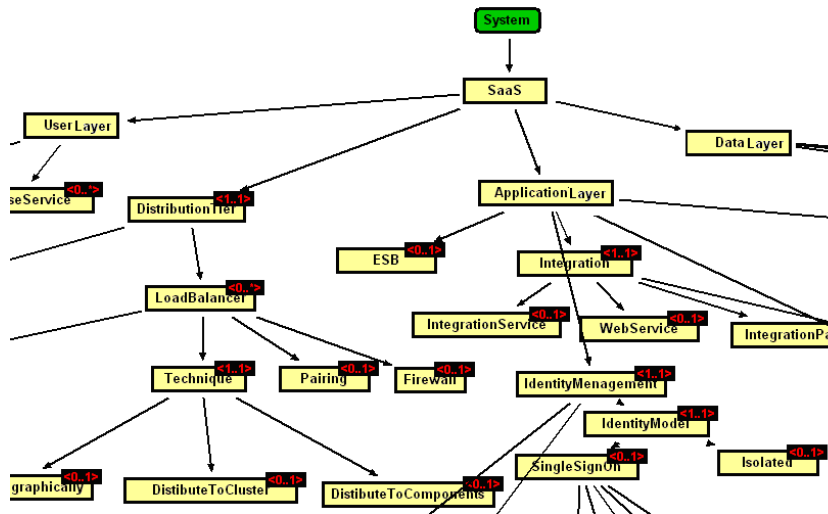 System
SaaS
UserLayer
DataLayer
seService <0..*>
DistributionTier <1..1>
ApplicationLayer
ESB <0..1>
Integration <1..1>
LoadBalancer <0..*>
IntegrationService <0..1>
WebService <0..1>
IntegrationPa
Technique <1..1>
Pairing <0..1>
Firewall <0..1>
IdentityMenagement <1..1>
IdentityModel <1..1>
graphically <0..1>
DistibuteToCluster <0..1>
DistibuteToComponents <0..1>
SingleSignOn <0..1>
Isolated <0..1>